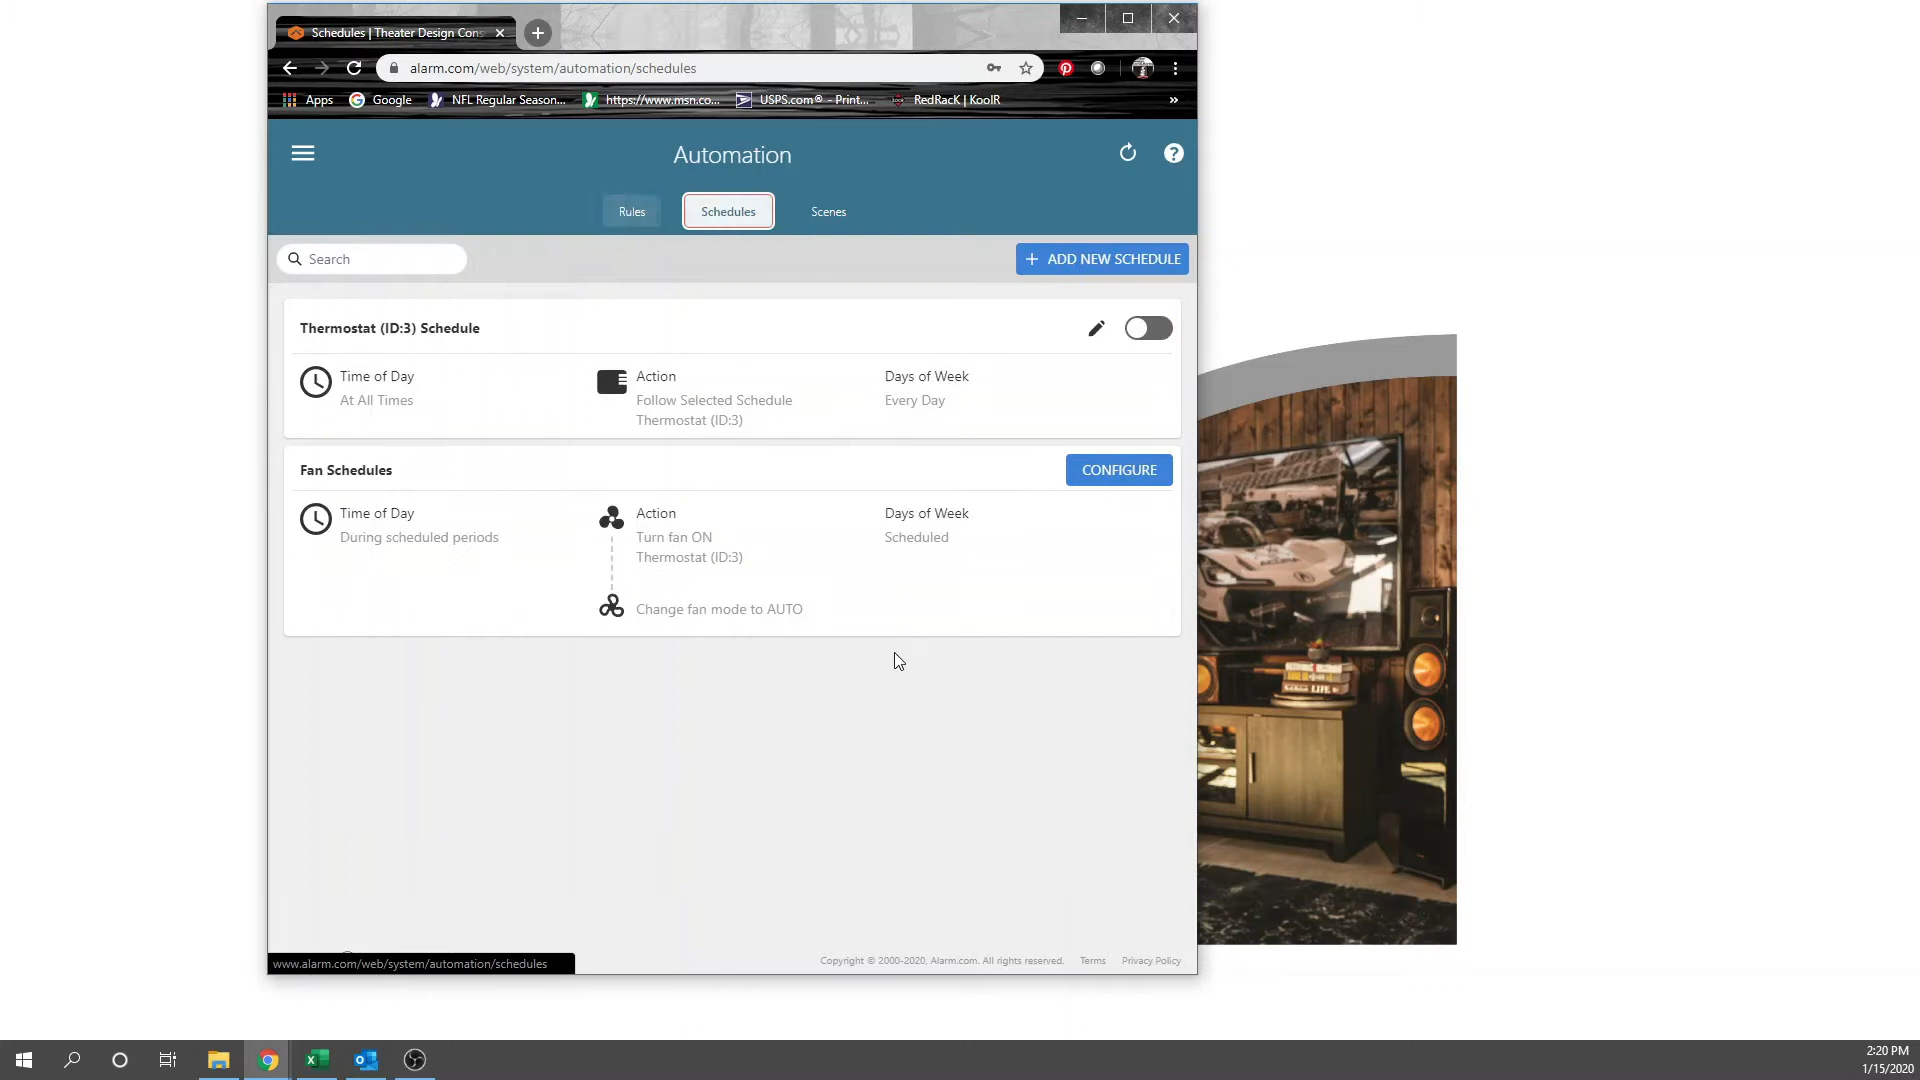 Schedules | Theater Design Cons
alarm.com/web/system/automation/schedules
Apps
Google
NFL Regular Season...
https://www.msn.co...
USPS.com® - Print...
RedRacK | KoolR
»
Automation
?
Rules
Schedules
Scenes
Search
+ ADD NEW SCHEDULE
Thermostat (ID:3) Schedule
Time of Day
At All Times
Action
Follow Selected Schedule
Thermostat (ID:3)
Days of Week
Every Day
Fan Schedules
CONFIGURE
Time of Day
During scheduled periods
Action
Turn fan ON
Thermostat (ID:3)
Days of Week
Scheduled
Change fan mode to AUTO
LIFE
www.alarm.com/web/system/automation/schedules
Copyright © 2000-2020, Alarm.com. All rights reserved.
Terms
Privacy Policy
2:20 PM
1/15/2020